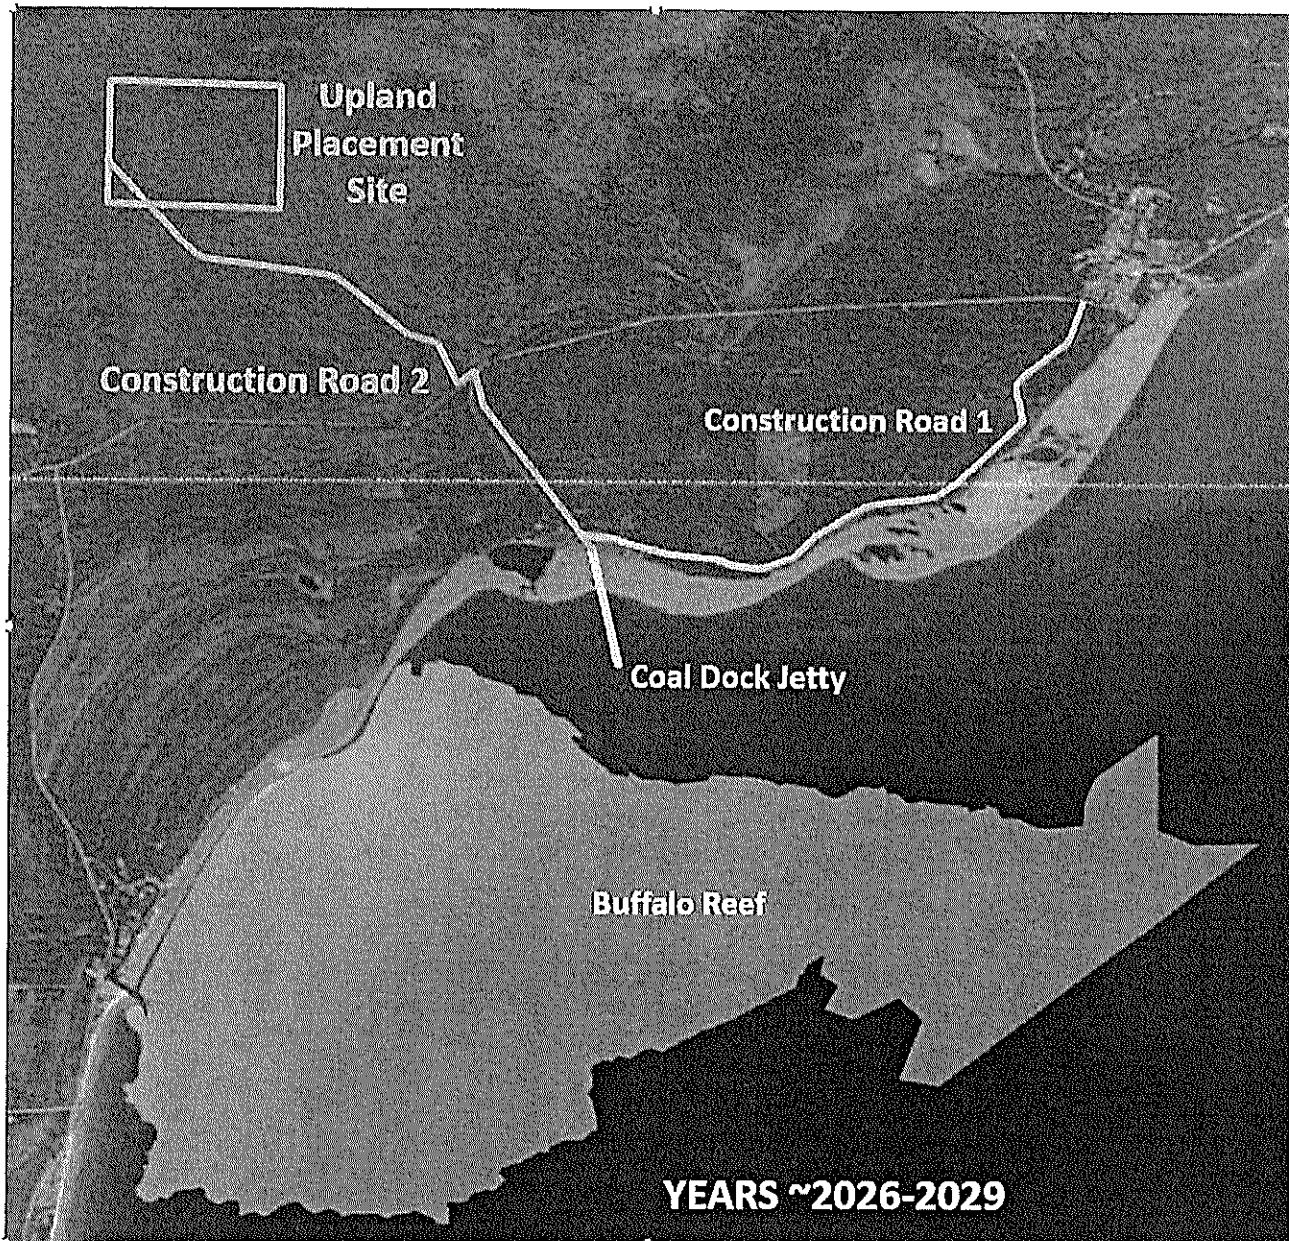 Upland
Placement
Site
Construction Road 2
Construction Road 1
Coal Dock Jetty
Buffalo Reef
YEARS ~2026-2029